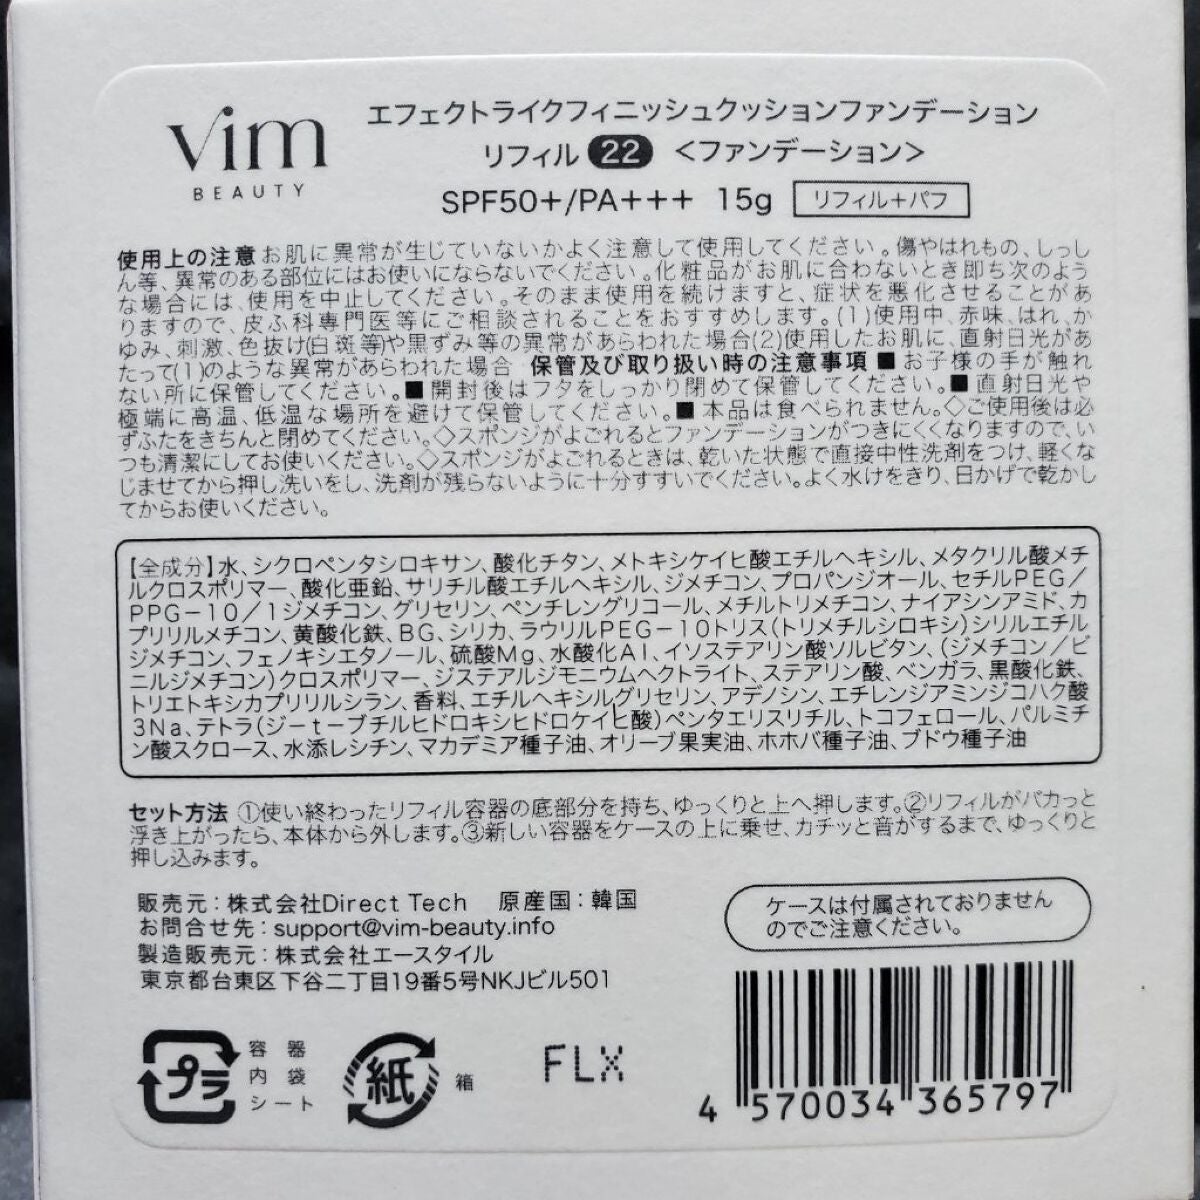 vim
BEAUTY
エフェクトライクフィニッシュクッションファンデーション
リフィル 22 <ファンデーション>
SPF50+/PA+++ 15g リフィル+パフ
使用上の注意 お肌に異常が生じていないかよく注意して使用してください。傷やはれもの、しっし
ん等、異常のある部位にはお使いにならないでください。化粧品がお肌に合わないとき即ち次のよう
な場合には、使用を中止してください。そのまま使用を続けますと、症状を悪化させることがあ
りますので、皮ふ科専門医等にご相談されることをおすすめします。(1)使用中、赤味、はれ、か
ゆみ、刺激、色抜け(白斑等)や黒ずみ等の異常があらわれた場合(2)使用したお肌に、直射日光があ
たって(1)のような異常があらわれた場合 保管及び取り扱い時の注意事項 ■お子様の手が触れ
ない所に保管してください。■開封後はフタをしっかり閉めて保管してください。■直射日光や
極端に高温、低温な場所を避けて保管してください。■本品は食べられません。◇ご使用後は必
ずふたをきちんと閉めてください。◇スポンジがよごれるとファンデーションがつきにくくなりますので、い
つも清潔にしてお使いください。◇スポンジがよごれるときは、乾いた状態で直接中性洗剤をつけ、軽くな
じませてから押し洗いをし、洗剤が残らないように十分すすいでください。よく水けをきり、日かげで乾かし
てからお使いください。
【全成分】水、シクロペンタシロキサン、酸化チタン、メトキシケイヒ酸エチルヘキシル、メタクリル酸メチ
ルクロスポリマー、酸化亜鉛、サリチル酸エチルヘキシル、ジメチコン、プロパンジオール、セチルPEG/
PPG-10/1ジメチコン、グリセリン、ペンチレングリコール、メチルトリメチコン、ナイアシンアミド、カ
プリリルメチコン、黄酸化鉄、BG、シリカ、ラウリルPEG-10トリス(トリメチルシロキシ)シリルエチル
ジメチコン、フェノキシエタノール、硫酸Mg、水酸化Al、イソステアリン酸ソルビタン、(ジメチコン/ビ
ニルジメチコン)クロスポリマー、ジステアルジモニウムヘクトライト、ステアリン酸、ベンガラ、黒酸化鉄、
トリエトキシカプリリルシラン、香料、エチルヘキシルグリセリン、アデノシン、エチレンジアミンジコハク酸
3Na、テトラ(ジ-t-ブチルヒドロキシヒドロケイヒ酸)ペンタエリスリチル、トコフェロール、パルミチ
ン酸スクロース、水添レシチン、マカデミア種子油、オリーブ果実油、ホホバ種子油、ブドウ種子油
セット方法 ①使い終わったリフィル容器の底部分を持ち、ゆっくりと上へ押します。②リフィルがパカっと
浮き上がったら、本体から外します。③新しい容器をケースの上に乗せ、カチッと音がするまで、ゆっくりと
押し込みます。
販売元:株式会社Direct Tech 原産国:韓国
お問合せ先:support@vim-beauty.info
製造販売元:株式会社エースタイル
東京都台東区下谷二丁目19番5号NKJビル501
ケースは付属されておりません
のでご注意ください。
プラ
容器
内袋
シート
紙
箱
FLX
4 570034 365797